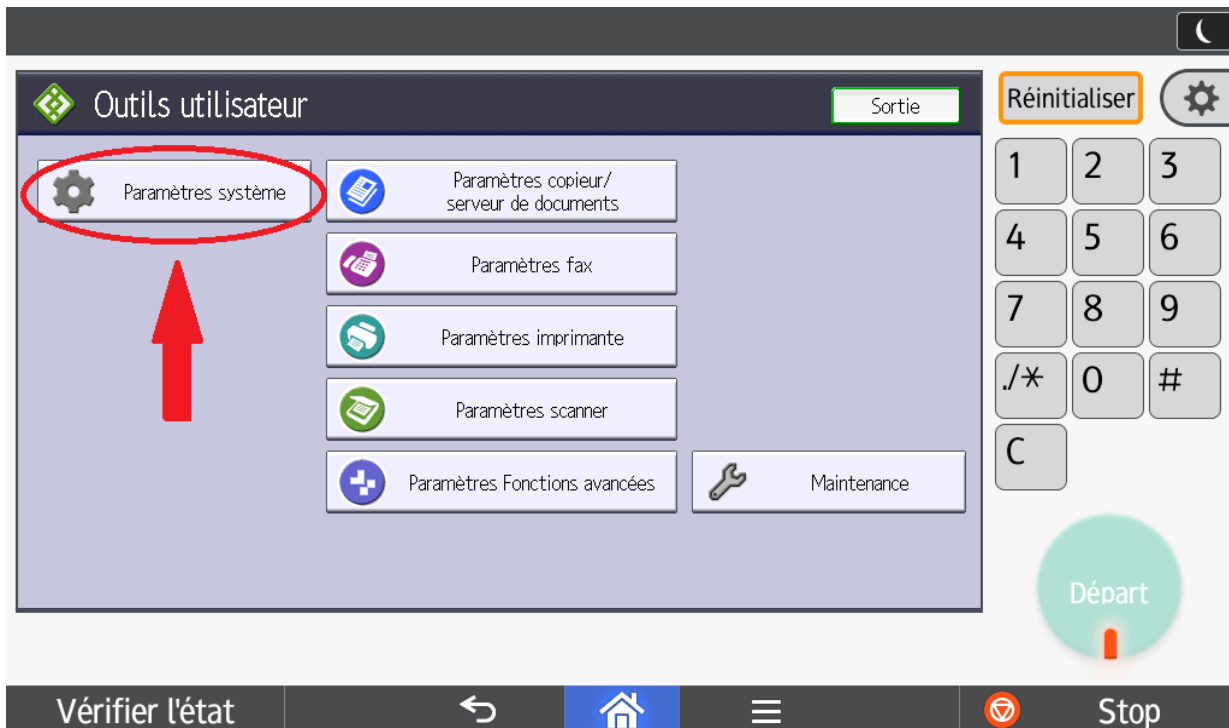 Outils utilisateur
Sortie
Réinitialiser
Paramètres système
Paramètres copieur/
serveur de documents
Paramètres fax
Paramètres imprimante
Paramètres scanner
Paramètres Fonctions avancées
Maintenance
1 2 3
4 5 6
7 8 9
./* 0 #
C
Départ
Vérifier l'état
Stop